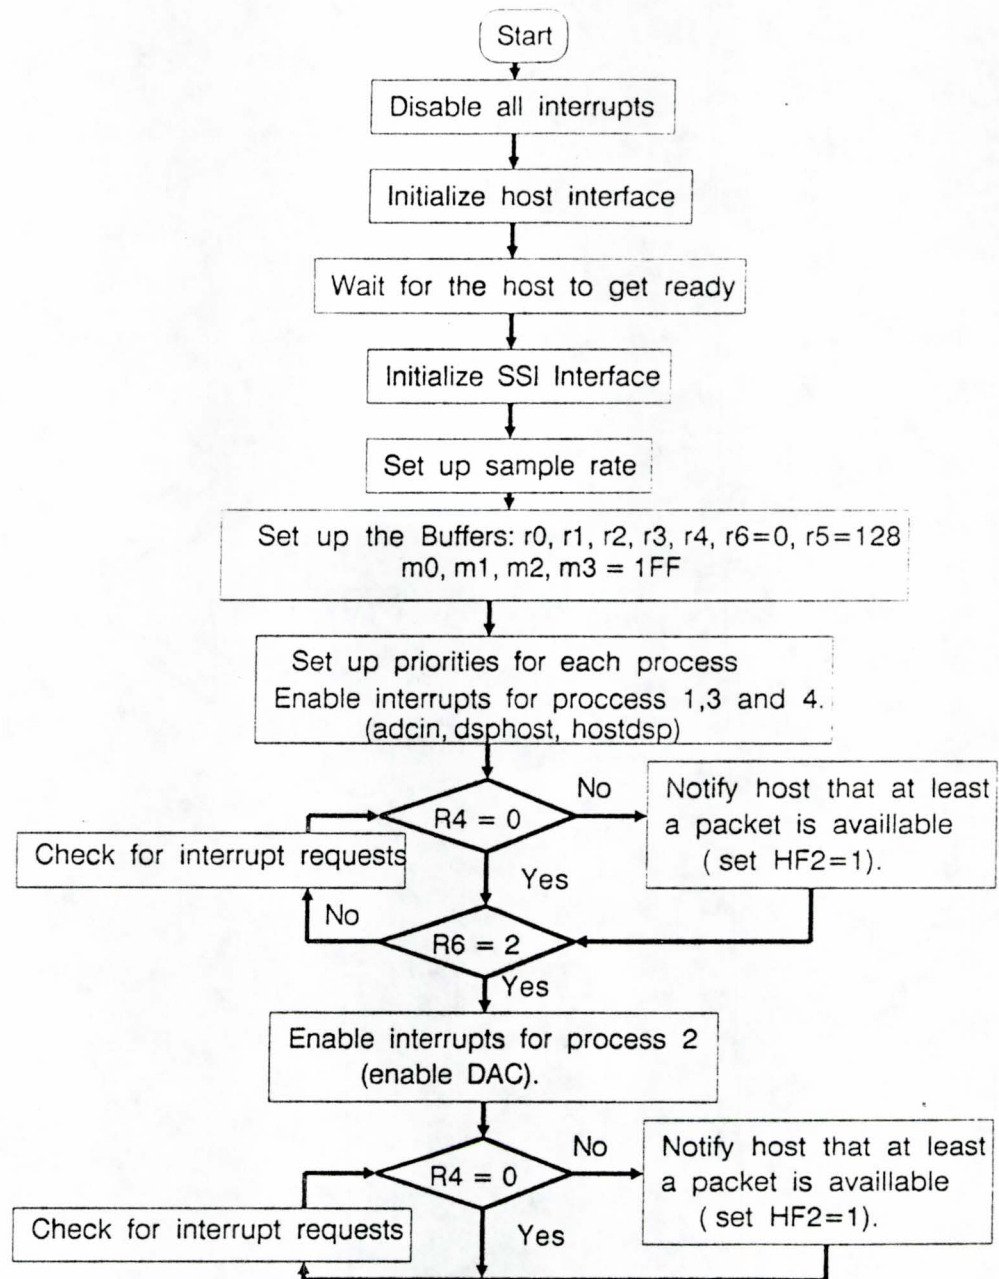 Start
Disable all interrupts
Initialize host interface
Wait for the host to get ready
Initialize SSI Interface
Set up sample rate
Set up the Buffers: r0, r1, r2, r3, r4, r6=0, r5=128
m0, m1, m2, m3 = 1FF
Set up priorities for each process
Enable interrupts for proccess 1,3 and 4.
(adcin, dsphost, hostdsp)
R4 = 0
No
Notify host that at least
a packet is availlable
( set HF2=1).
Check for interrupt requests
Yes
No
R6 = 2
Yes
Enable interrupts for process 2
(enable DAC).
R4 = 0
No
Notify host that at least
a packet is availlable
( set HF2=1).
Check for interrupt requests
Yes